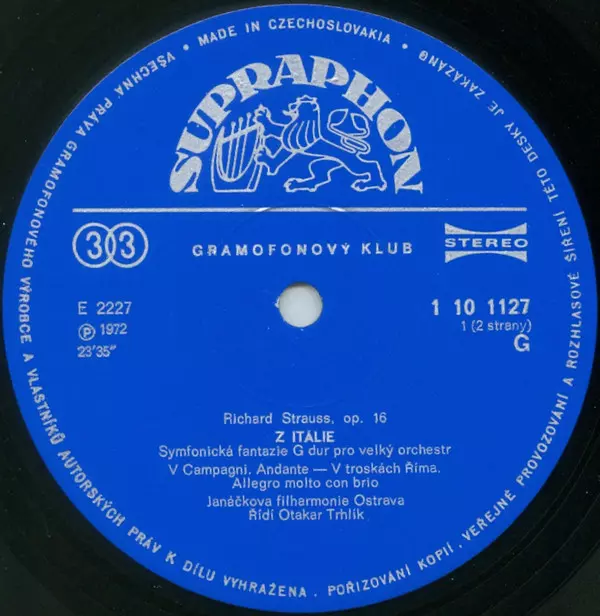 • MADE IN CZECHOSLOVAKIA •
VŠECHNA PRÁVA GRAMOFONOVÉHO VÝROBCE A VLASTNÍKŮ AUTORSKÝCH PRÁV K DÍLU VYHRAŽENA. POŘIZOVÁNÍ KOPIÍ, VEŘEJNÉ PROVOZOVÁNÍ A ROZHLASOVÉ ŠÍŘENÍ TÉTO DESKY JE ZAKÁZÁNO
SUPRAPHON
33
GRAMOFONOVÝ KLUB
STEREO
E 2227
Ⓟ 1972
23'35"
1 10 1127
1 (2 strany)
G
Richard Strauss, op. 16
Z ITÁLIE
Symfonická fantazie G dur pro velký orchestr
V Campagni. Andante — V troskách Říma.
Allegro molto con brio
Janáčkova filharmonie Ostrava
Řídí Otakar Trhlík